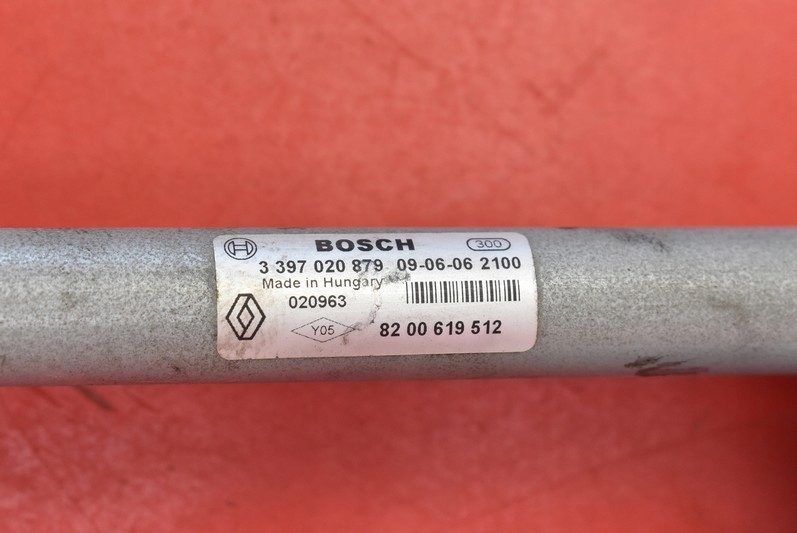 BOSCH 300
3 397 020 879 09-06-06 2100
Made in Hungary
020963
Y05 82 00 619 512